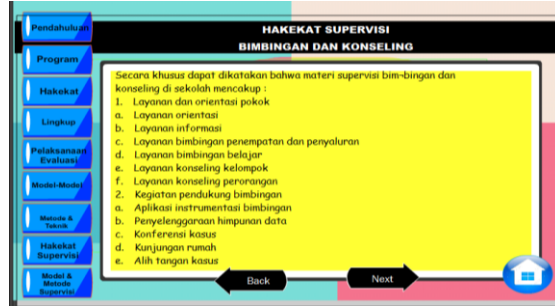 HAKEKAT SUPERVISI
BIMBINGAN DAN KONSELING
Pendahuluan
Program
Hakekat
Lingkup
Pelaksanaan
Evaluasi
Model-Model
Metode &
Teknik
Hakekat
Supervisi
Model &
Metode
Supervisi
Secara khusus dapat dikatakan bahwa materi supervisi bim¬bingan dan
konseling di sekolah mencakup :
1. Layanan dan orientasi pokok
a. Layanan orientasi
b. Layanan informasi
c. Layanan bimbingan penempatan dan penyaluran
d. Layanan bimbingan belajar
e. Layanan konseling kelompok
f. Layanan konseling perorangan
2. Kegiatan pendukung bimbingan
a. Aplikasi instrumentasi bimbingan
b. Penyelenggaraan himpunan data
c. Konferensi kasus
d. Kunjungan rumah
e. Alih tangan kasus
Back
Next